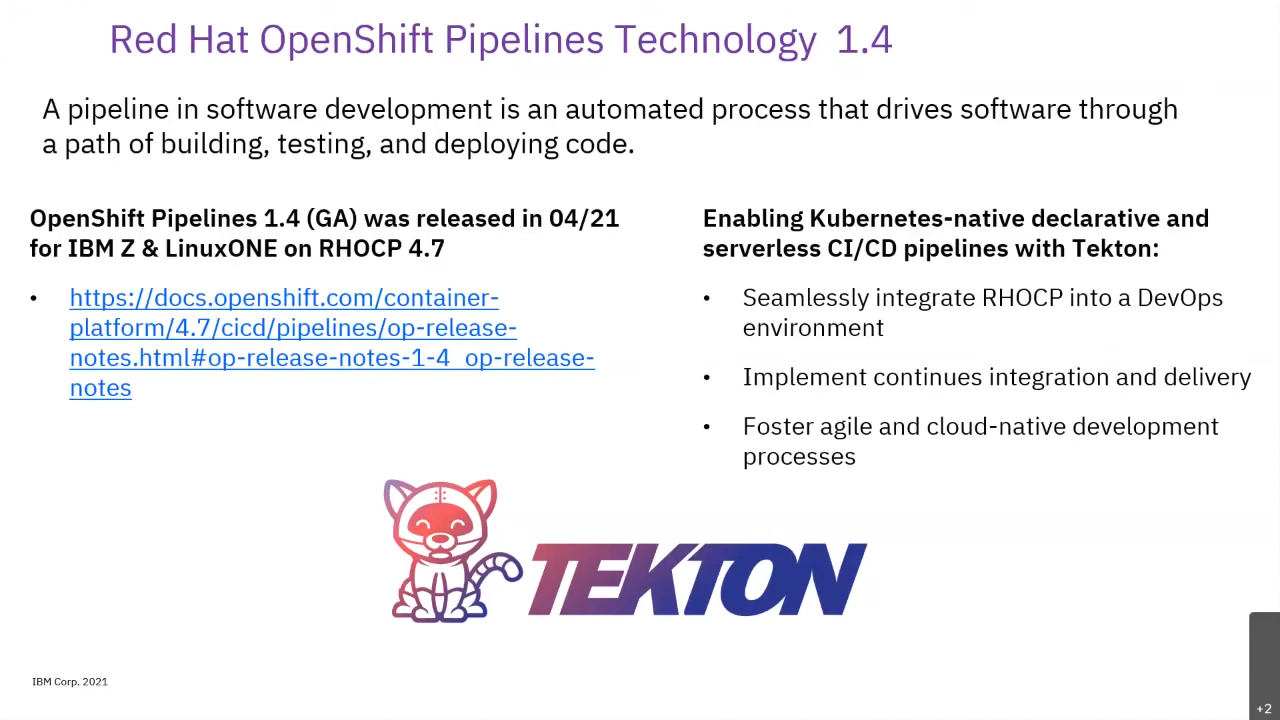 Red Hat OpenShift Pipelines Technology 1.4
A pipeline in software development is an automated process that drives software through
a path of building, testing, and deploying code.
OpenShift Pipelines 1.4 (GA) was released in 04/21
for IBM Z & LinuxONE on RHOCP 4.7
• https://docs.openshift.com/container-
platform/4.7/cicd/pipelines/op-release-
notes.html#op-release-notes-1-4_op-release-
notes
Enabling Kubernetes-native declarative and
serverless CI/CD pipelines with Tekton:
• Seamlessly integrate RHOCP into a DevOps
environment
• Implement continues integration and delivery
• Foster agile and cloud-native development
processes
TEKTON
IBM Corp. 2021
+2